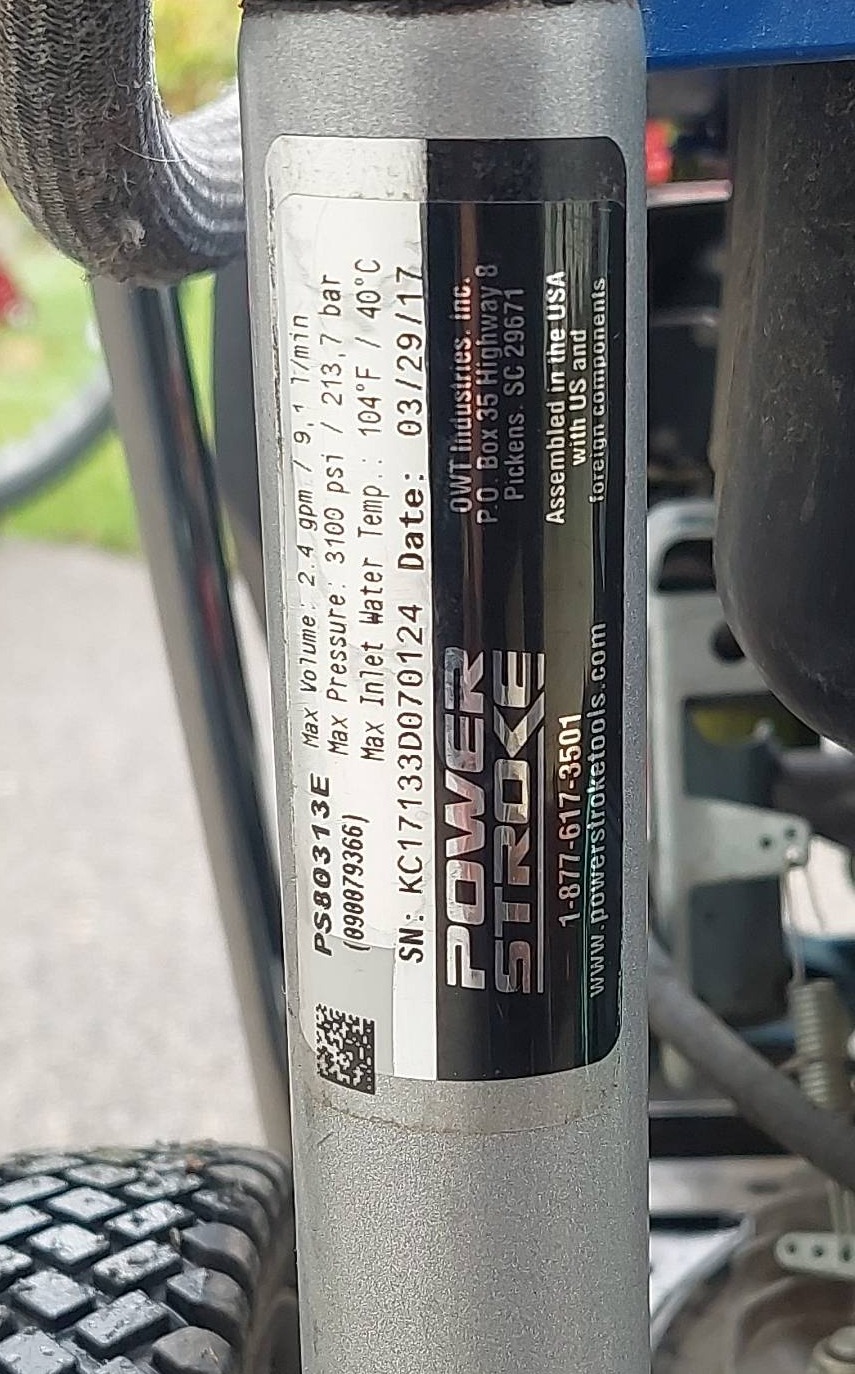 PS80313E
(090079366)
Max Volume: 2.4 gpm / 9,1 l/min
Max Pressure: 3100 psi / 213,7 bar
Max Inlet Water Temp.: 104°F / 40°C
SN: KC17133D070124 Date: 03/29/17
POWER
STROKE
1-877-617-3501
www.powerstroketools.com
OWT Industries, Inc.
P.O. Box 35 Highway 8
Pickens, SC 29671
Assembled in the USA
with US and
foreign components